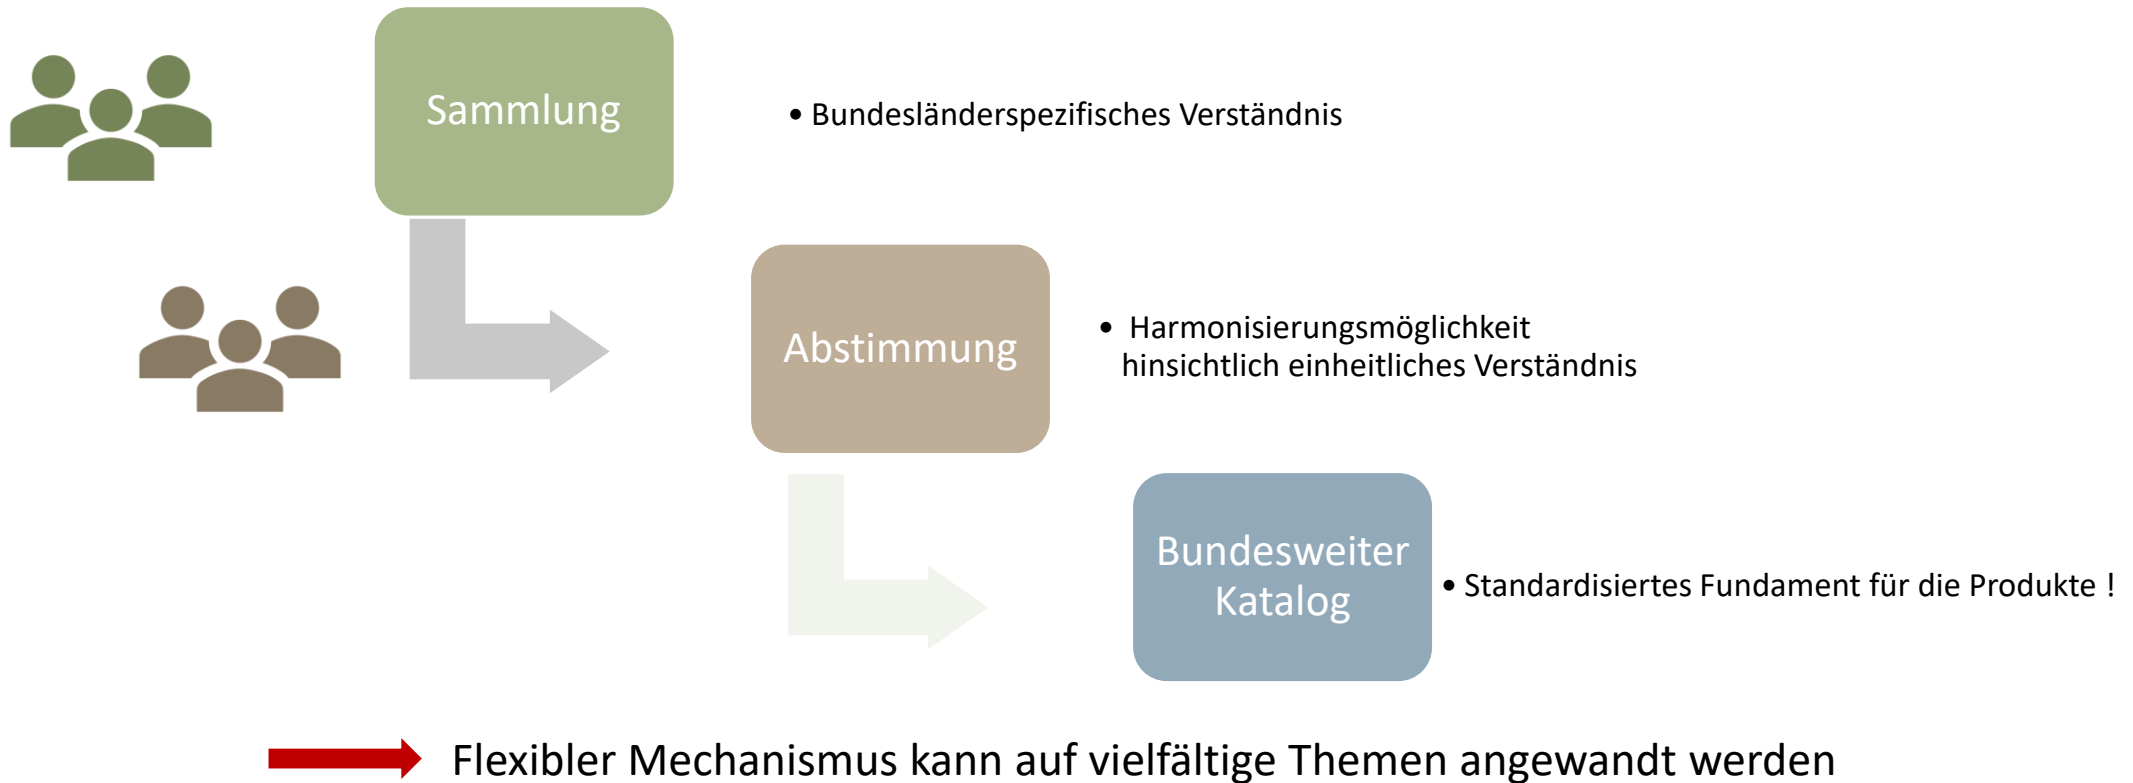 Sammlung
• Bundesländerspezifisches Verständnis
Abstimmung
• Harmonisierungsmöglichkeit
hinsichtlich einheitliches Verständnis
Bundesweiter
Katalog
• Standardisiertes Fundament für die Produkte !
Flexibler Mechanismus kann auf vielfältige Themen angewandt werden